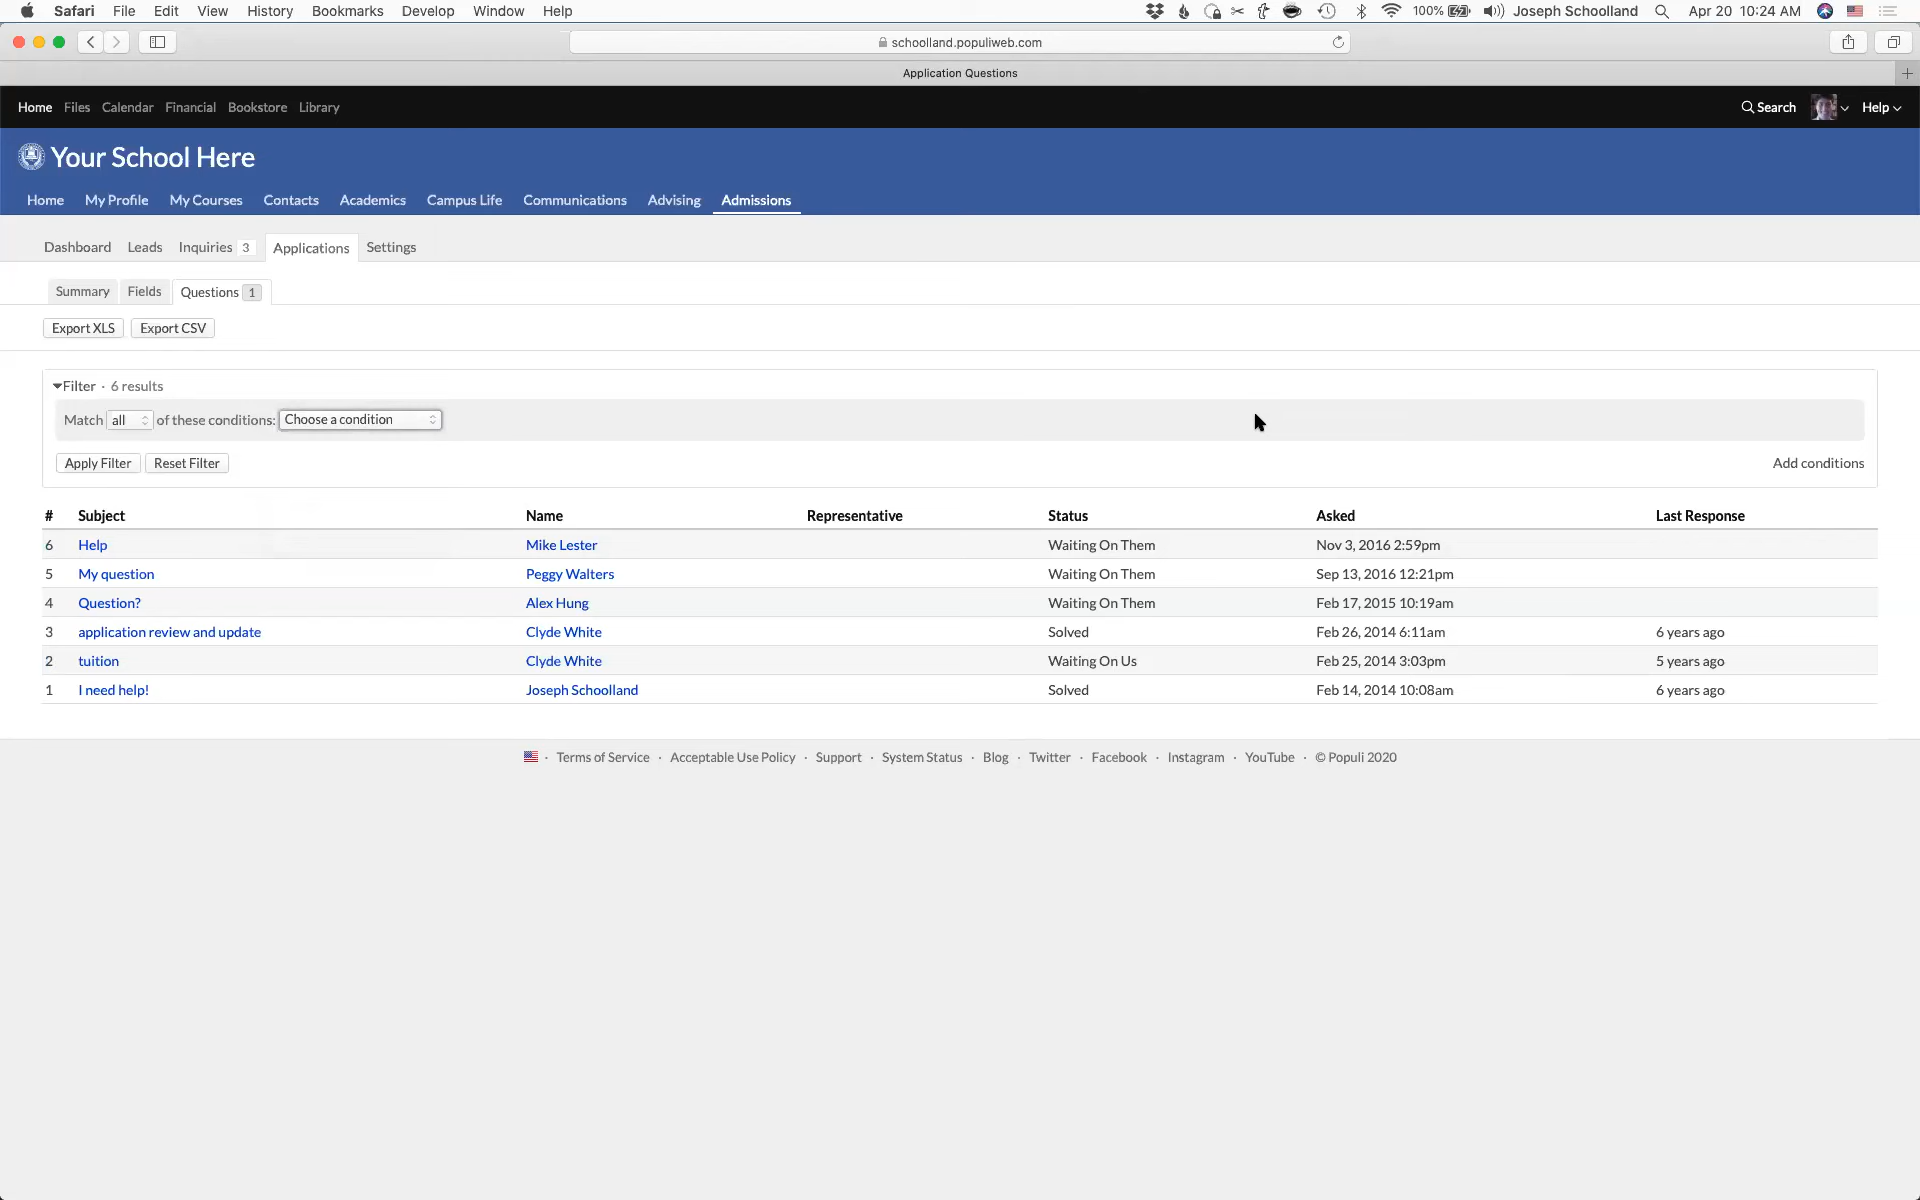 Safari File Edit View History Bookmarks Develop Window Help 100% Joseph Schoolland Apr 20 10:24 AM
schoolland.populiweb.com
Application Questions
Home Files Calendar Financial Bookstore Library Search Help
Your School Here
Home My Profile My Courses Contacts Academics Campus Life Communications Advising Admissions
Dashboard Leads Inquiries 3 Applications Settings
Summary Fields Questions 1
Export XLS Export CSV
Filter · 6 results
Match all of these conditions: Choose a condition
Apply Filter Reset Filter Add conditions
# Subject Name Representative Status Asked Last Response
6 Help Mike Lester Waiting On Them Nov 3, 2016 2:59pm
5 My question Peggy Walters Waiting On Them Sep 13, 2016 12:21pm
4 Question? Alex Hung Waiting On Them Feb 17, 2015 10:19am
3 application review and update Clyde White Solved Feb 26, 2014 6:11am 6 years ago
2 tuition Clyde White Waiting On Us Feb 25, 2014 3:03pm 5 years ago
1 I need help! Joseph Schoolland Solved Feb 14, 2014 10:08am 6 years ago
· Terms of Service · Acceptable Use Policy · Support · System Status · Blog · Twitter · Facebook · Instagram · YouTube · © Populi 2020